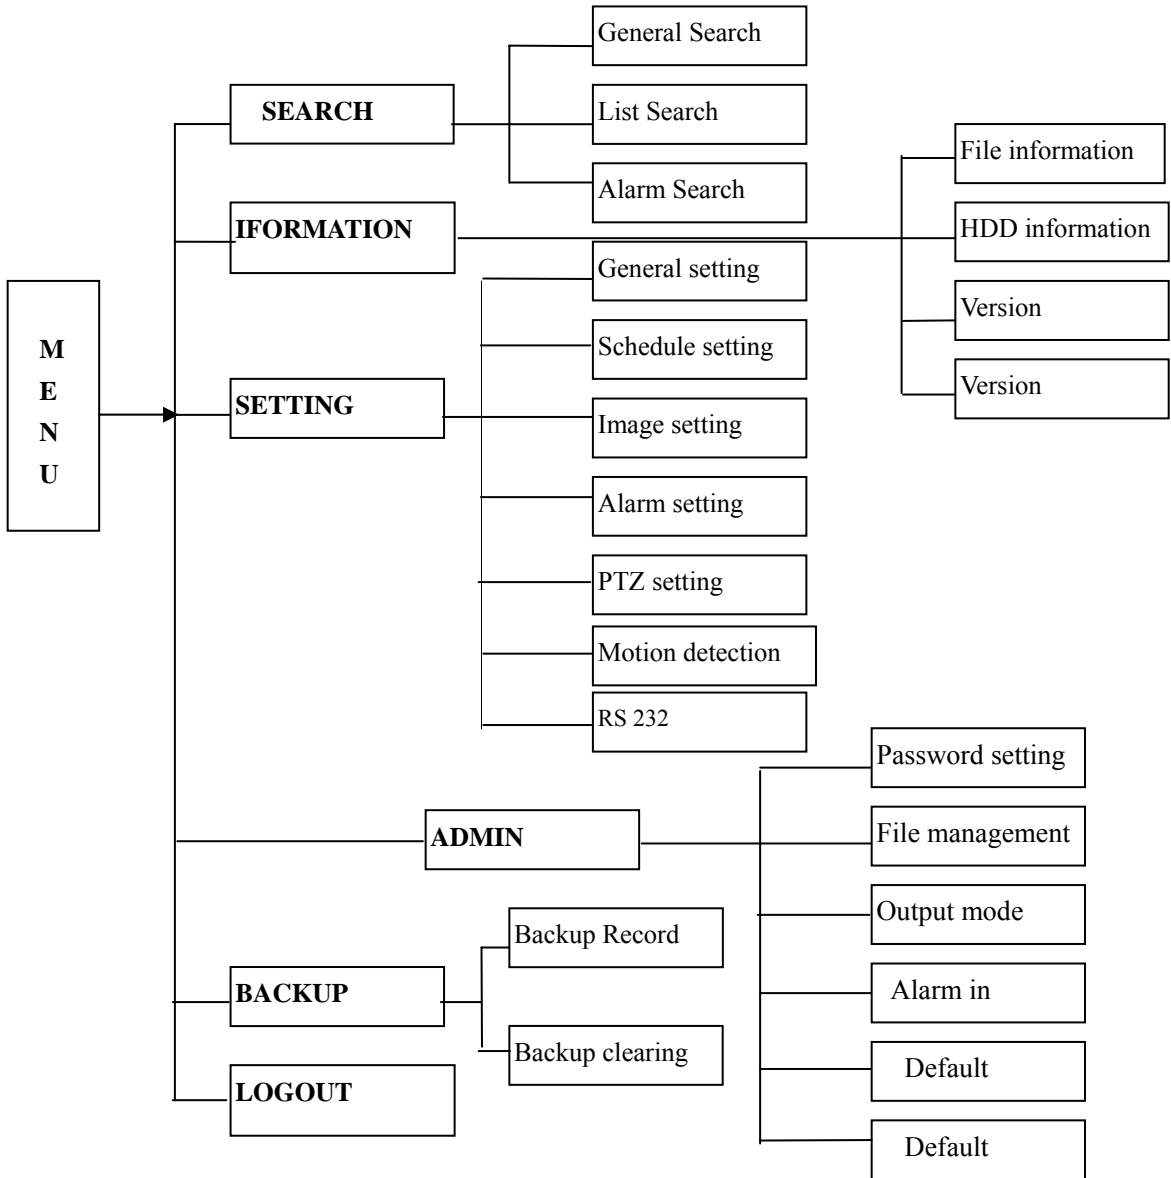 MENU
SEARCH
General Search
List Search
Alarm Search
IFORMATION
File information
HDD information
Version
Version
SETTING
General setting
Schedule setting
Image setting
Alarm setting
PTZ setting
Motion detection
RS 232
ADMIN
Password setting
File management
Output mode
Alarm in
Default
Default
BACKUP
Backup Record
Backup clearing
LOGOUT